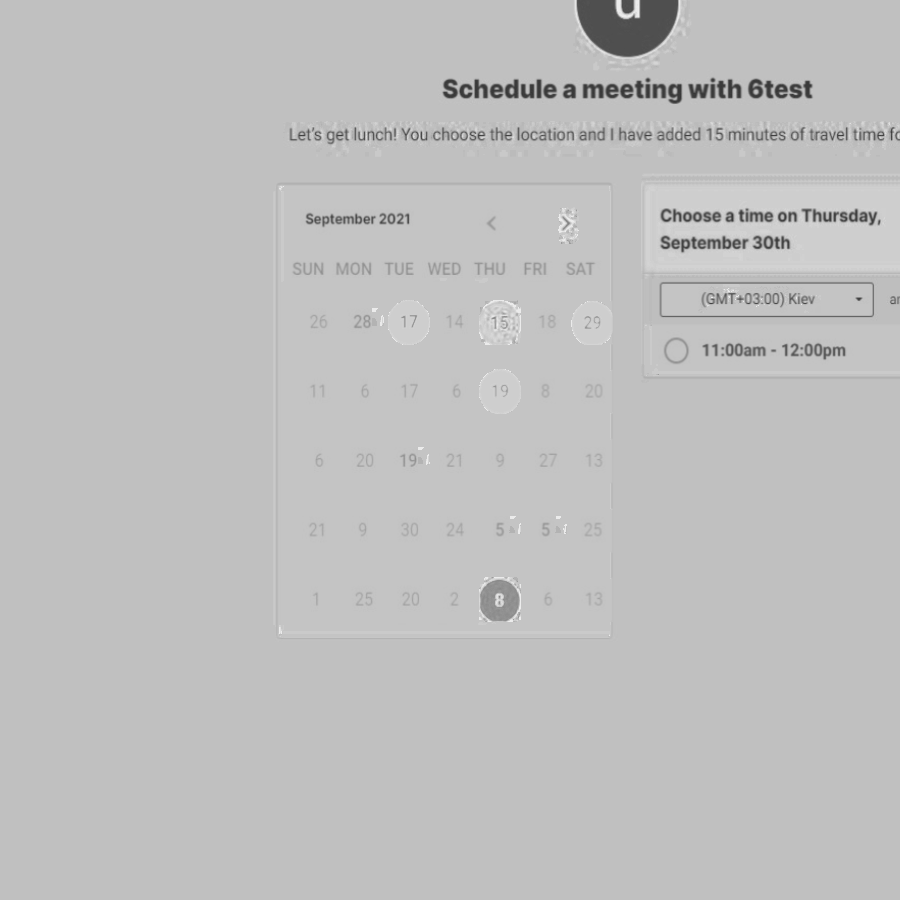 d
Schedule a meeting with 6test
Let's get lunch! You choose the location and I have added 15 minutes of travel time
September 2021
SUN MON TUE WED THU FRI SAT
26 28 17 14 15 18 29
11 6 17 6 19 8 20
6 20 19 21 9 27 13
21 9 30 24 5 5 25
1 25 20 2 8 6 13
Choose a time on Thursday,
September 30th
(GMT+03:00) Kiev
11:00am - 12:00pm